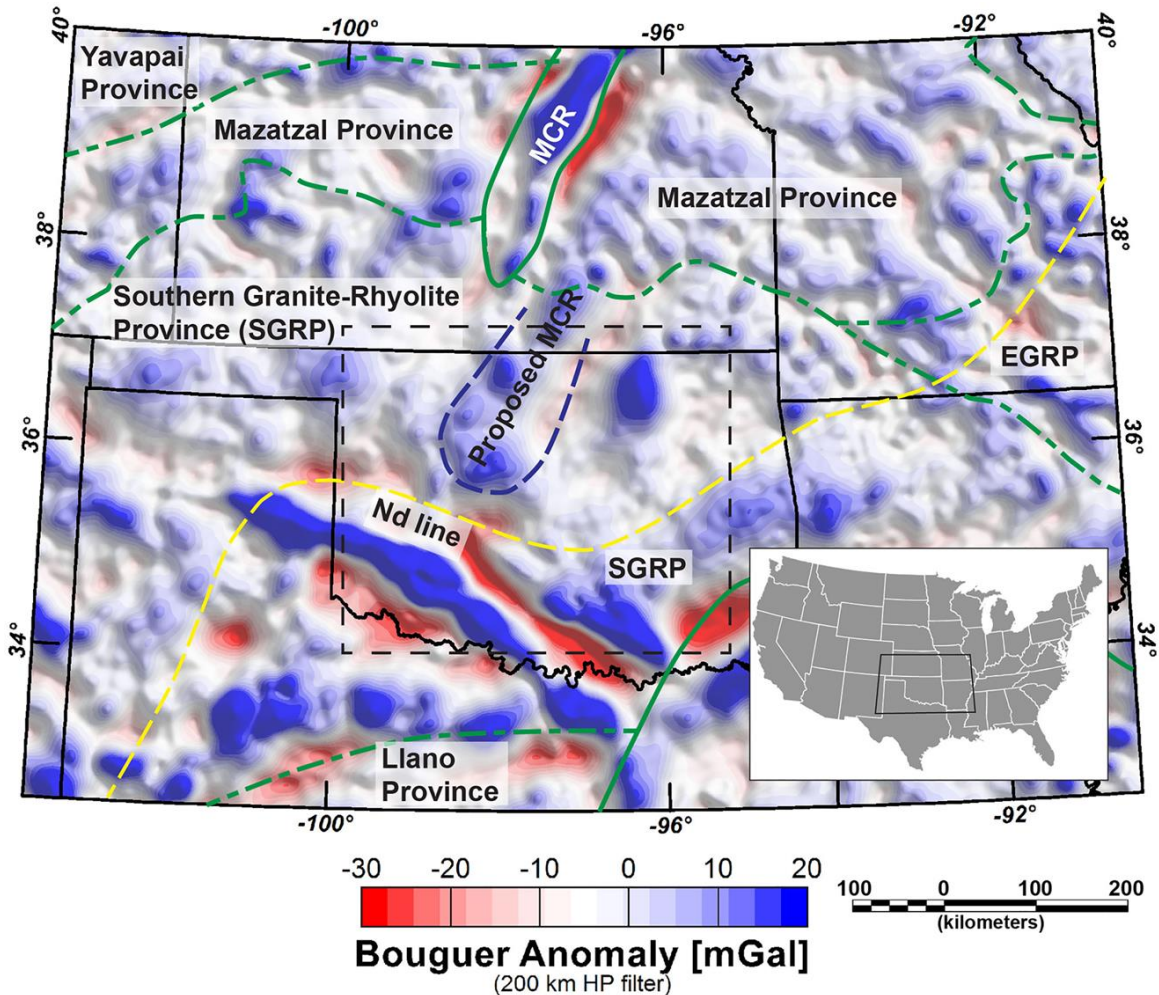 -100°
-96°
-92°
40°
40°
Yavapai
Province
Mazatzal Province
MCR
Mazatzal Province
38°
38°
Southern Granite-Rhyolite
Province (SGRP)
Proposed MCR
EGRP
36°
36°
Nd line
SGRP
34°
34°
Llano
Province
-100°
-96°
-92°
-30 -20 -10 0 10 20
Bouguer Anomaly [mGal]
(200 km HP filter)
100 0 100 200
(kilometers)